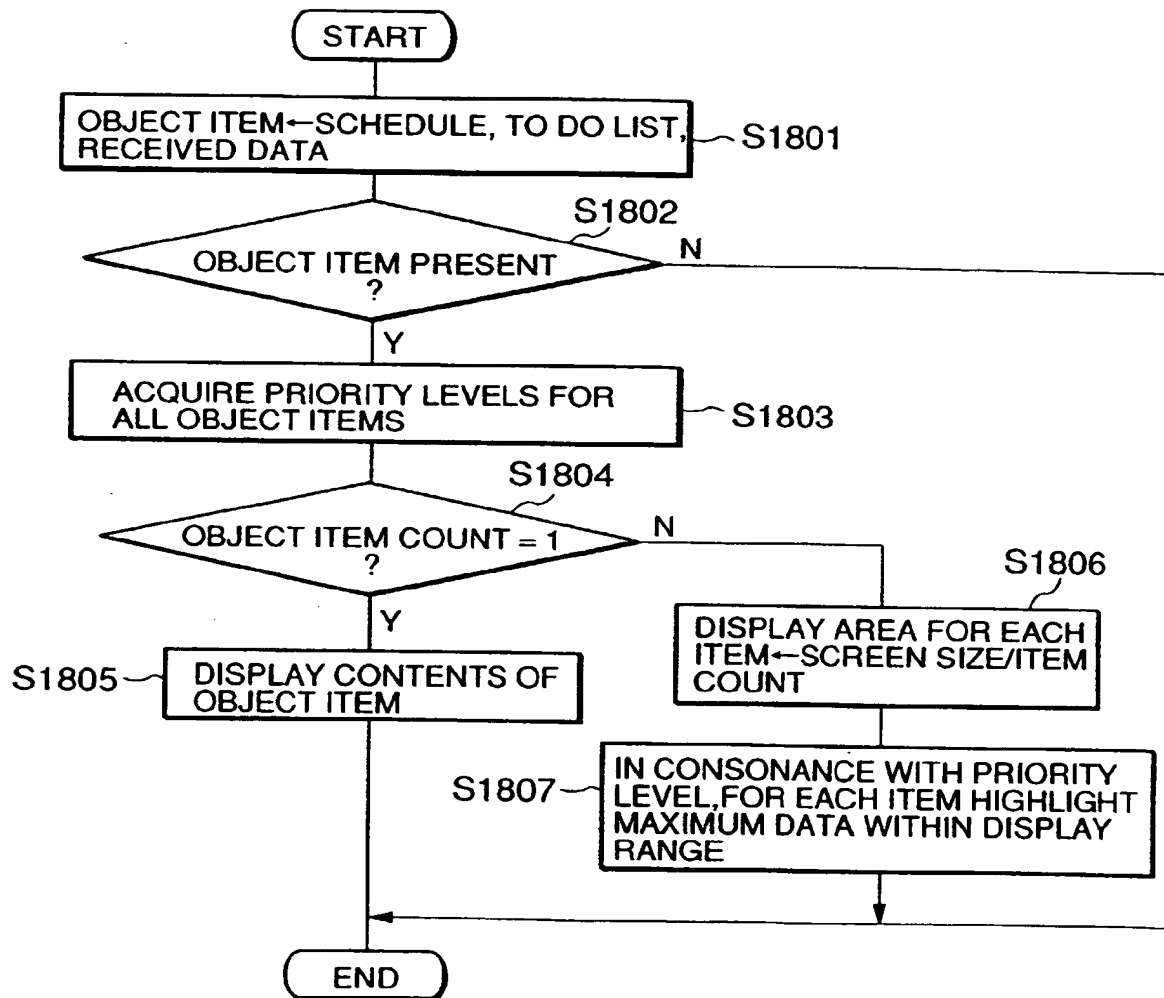 START
OBJECT ITEM←SCHEDULE, TO DO LIST,
RECEIVED DATA
S1801
S1802
OBJECT ITEM PRESENT
?
N
Y
ACQUIRE PRIORITY LEVELS FOR
ALL OBJECT ITEMS
S1803
S1804
OBJECT ITEM COUNT = 1
?
N
Y
S1806
DISPLAY AREA FOR EACH
ITEM←SCREEN SIZE/ITEM
COUNT
S1805
DISPLAY CONTENTS OF
OBJECT ITEM
S1807
IN CONSONANCE WITH PRIORITY
LEVEL,FOR EACH ITEM HIGHLIGHT
MAXIMUM DATA WITHIN DISPLAY
RANGE
END